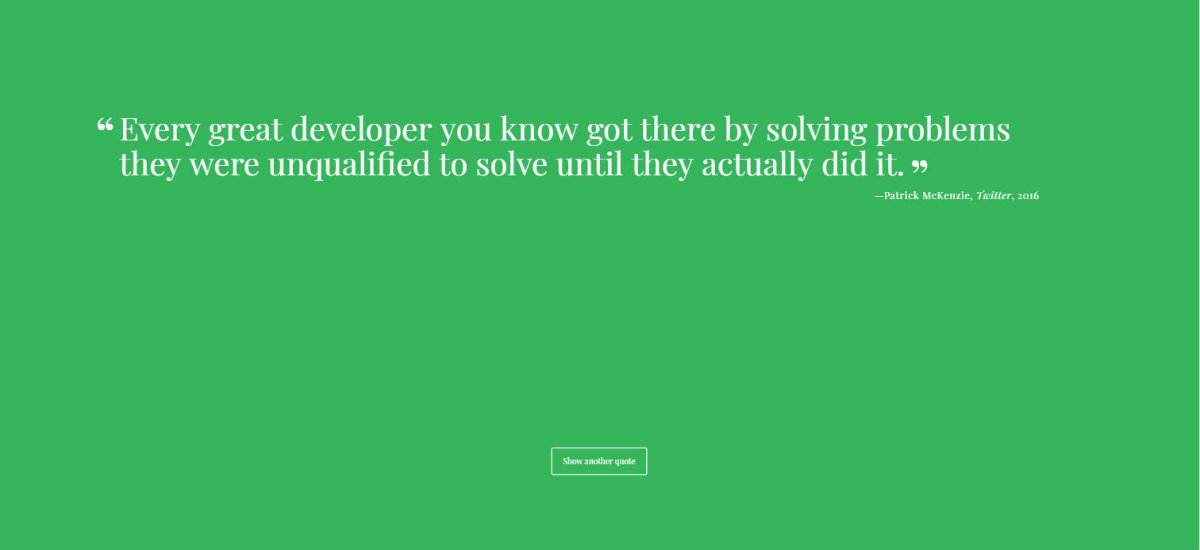 “ Every great developer you know got there by solving problems
they were unqualified to solve until they actually did it. ”
—Patrick McKenzie, Twitter, 2016
Show another quote